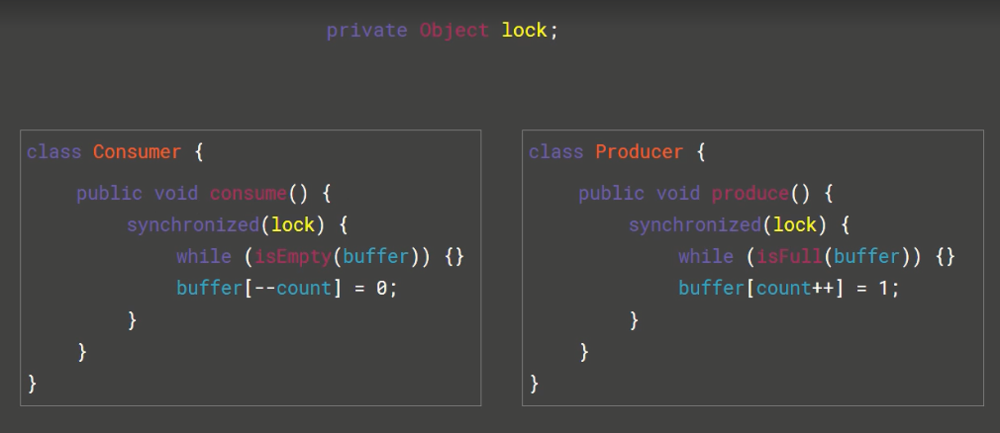 private Object lock;
class Consumer {
public void consume() {
synchronized(lock) {
while (isEmpty(buffer)) {}
buffer[--count] = 0;
}
}
}
class Producer {
public void produce() {
synchronized(lock) {
while (isFull(buffer)) {}
buffer[count++] = 1;
}
}
}